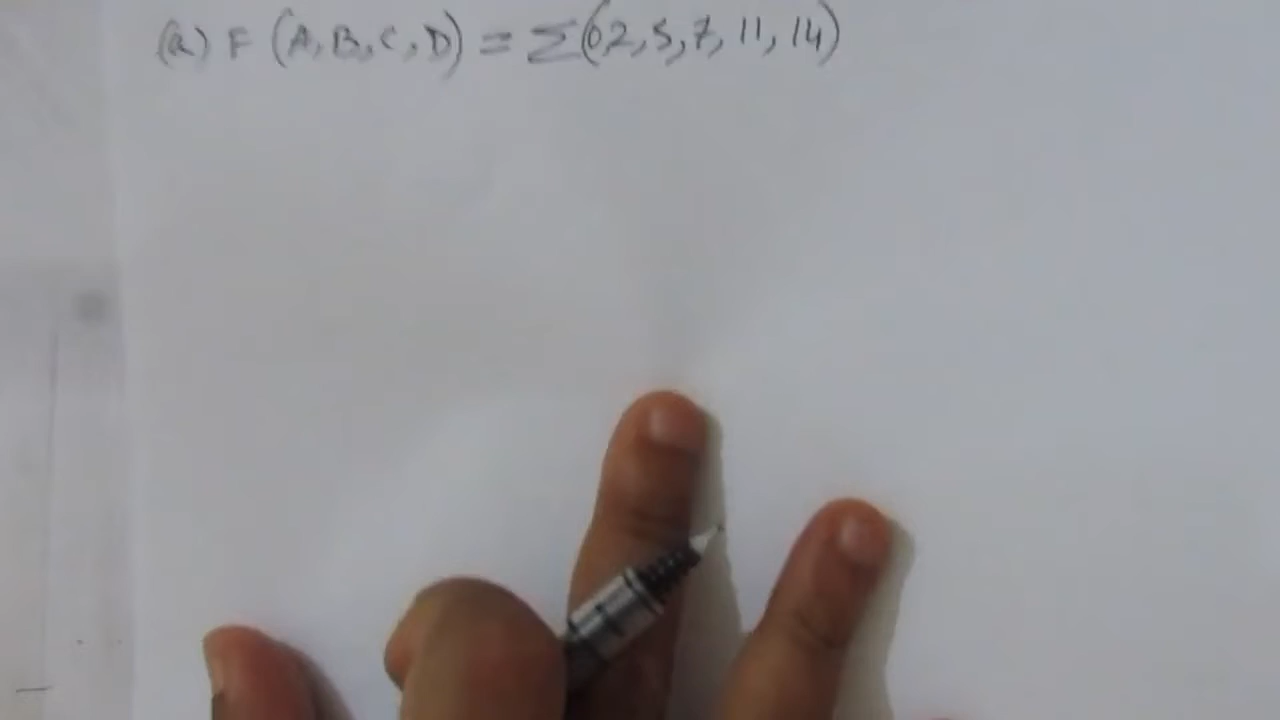 (a) F (A, B, C, D) = Σ(0,2, 5, 7, 11, 14)